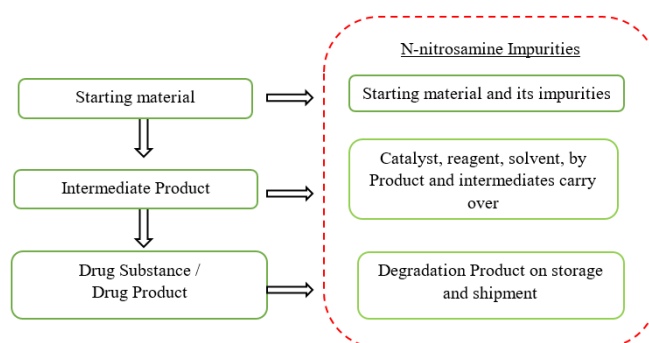 N-nitrosamine Impurities
Starting material
Starting material and its impurities
Intermediate Product
Catalyst, reagent, solvent, by
Product and intermediates carry
over
Drug Substance /
Drug Product
Degradation Product on storage
and shipment